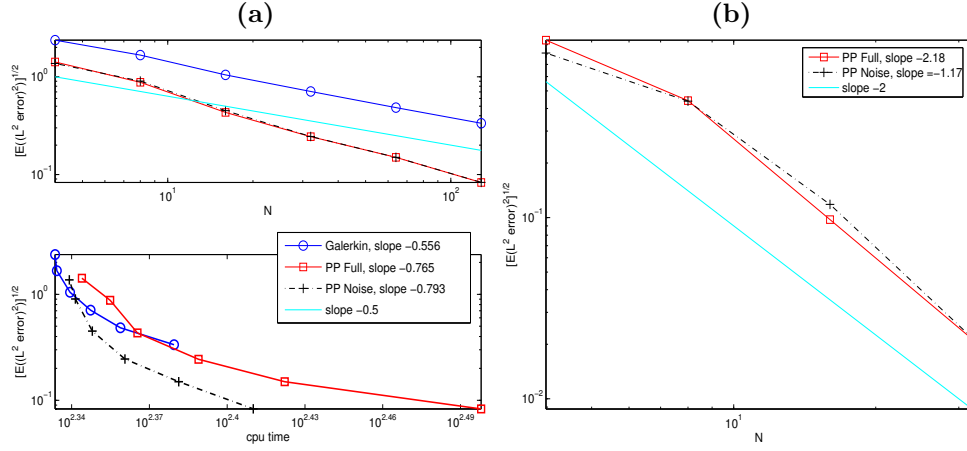 (a)
[E((L² error)²)]^1/2
10^0
10^-1
10^1
10^2
N
[E((L² error)²)]^1/2
10^0
10^-1
Galerkin, slope −0.556
PP Full, slope −0.765
PP Noise, slope −0.793
slope −0.5
10^2.34
10^2.37
10^2.4
10^2.43
10^2.46
10^2.49
cpu time
(b)
PP Full, slope −2.18
PP Noise, slope =−1.17
slope −2
[E(L² error)²]^1/2
10^-1
10^-2
10^1
N